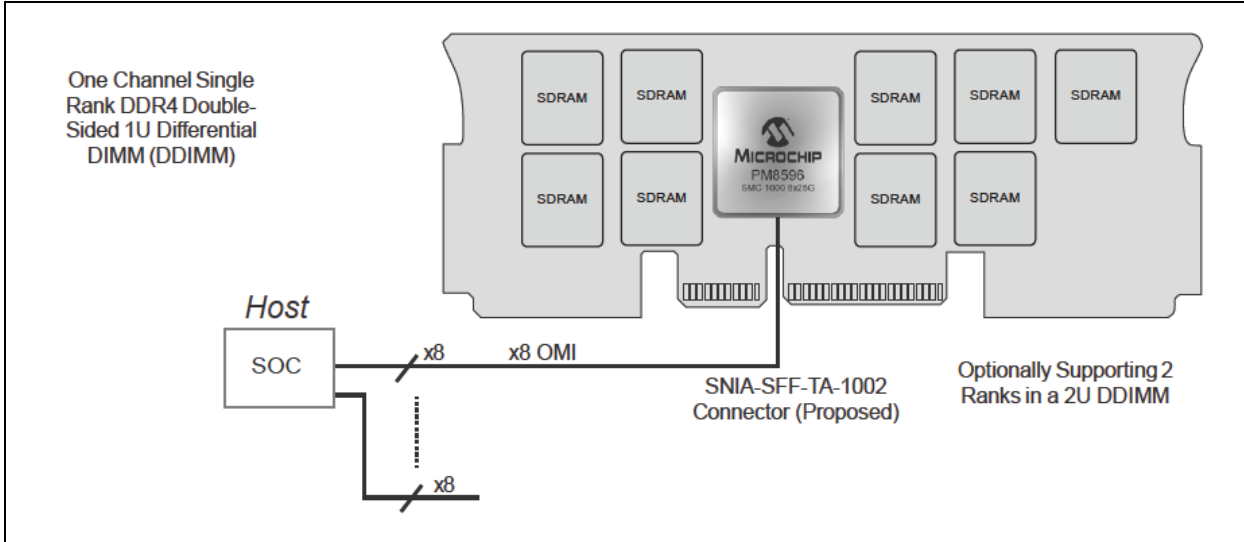 One Channel Single
Rank DDR4 Double-
Sided 1U Differential
DIMM (DDIMM)
SDRAM SDRAM SDRAM SDRAM SDRAM
MICROCHIP
PM8596
SMC 1000 8x25G
SDRAM SDRAM SDRAM SDRAM
Host
SOC
x8 x8 OMI
SNIA-SFF-TA-1002
Connector (Proposed)
Optionally Supporting 2
Ranks in a 2U DDIMM
x8